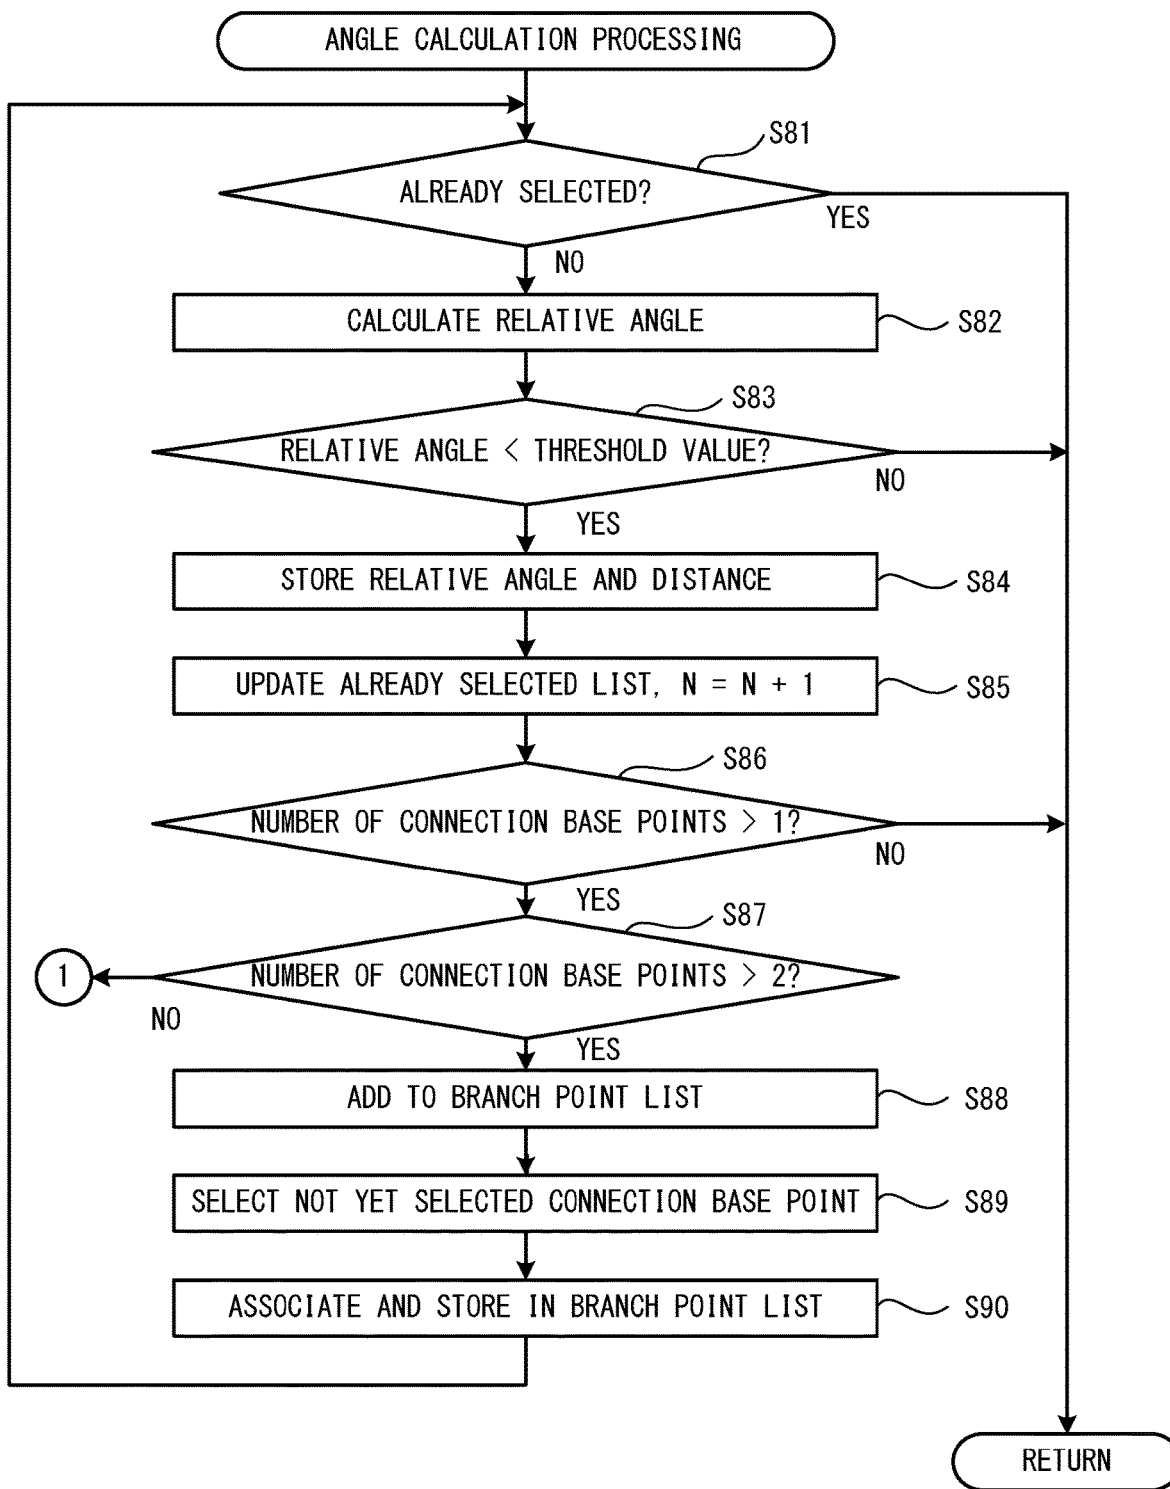 ANGLE CALCULATION PROCESSING
S81
ALREADY SELECTED?
YES
NO
CALCULATE RELATIVE ANGLE
S82
S83
RELATIVE ANGLE < THRESHOLD VALUE?
NO
YES
STORE RELATIVE ANGLE AND DISTANCE
S84
UPDATE ALREADY SELECTED LIST, N = N + 1
S85
S86
NUMBER OF CONNECTION BASE POINTS > 1?
NO
YES
S87
1
NUMBER OF CONNECTION BASE POINTS > 2?
NO
YES
ADD TO BRANCH POINT LIST
S88
SELECT NOT YET SELECTED CONNECTION BASE POINT
S89
ASSOCIATE AND STORE IN BRANCH POINT LIST
S90
RETURN